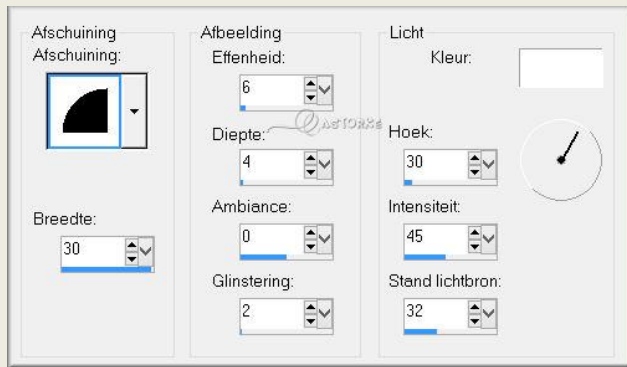 Afschuining
Afschuining:
Breedte:
30
Afbeelding
Effenheid:
6
Diepte:
4
Ambiance:
0
Glinstering:
2
Licht
Kleur:
Hoek:
30
Intensiteit:
45
Stand lichtbron:
32
ASTORKE